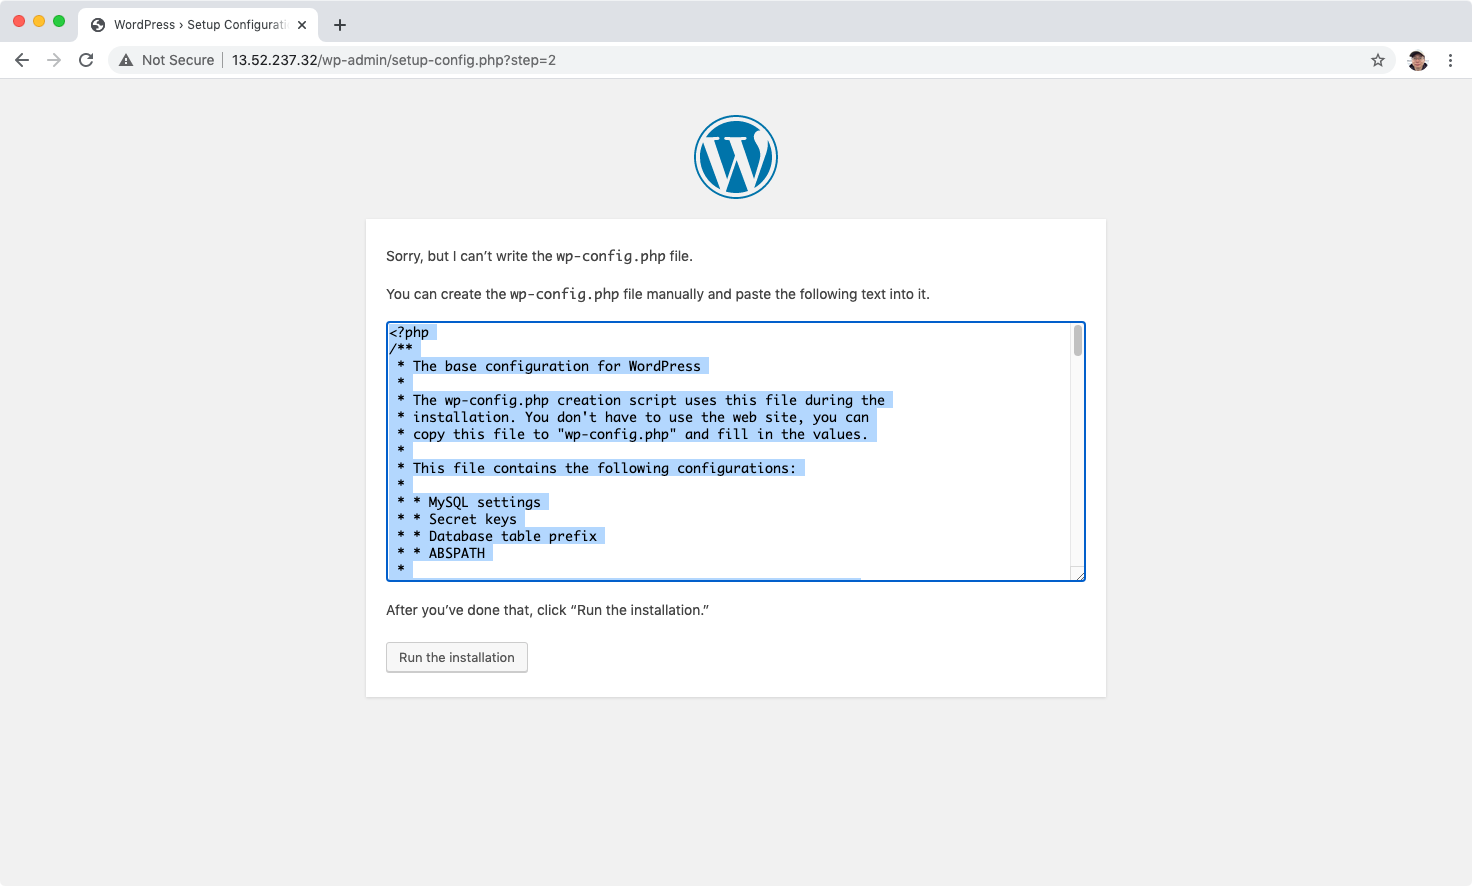 WordPress › Setup Configurati
Not Secure
13.52.237.32/wp-admin/setup-config.php?step=2
Sorry, but I can’t write the wp-config.php file.
You can create the wp-config.php file manually and paste the following text into it.
<?php
/**
* The base configuration for WordPress
*
* The wp-config.php creation script uses this file during the
* installation. You don't have to use the web site, you can
* copy this file to "wp-config.php" and fill in the values.
*
* This file contains the following configurations:
*
* * MySQL settings
* * Secret keys
* * Database table prefix
* * ABSPATH
*
After you’ve done that, click “Run the installation.”
Run the installation